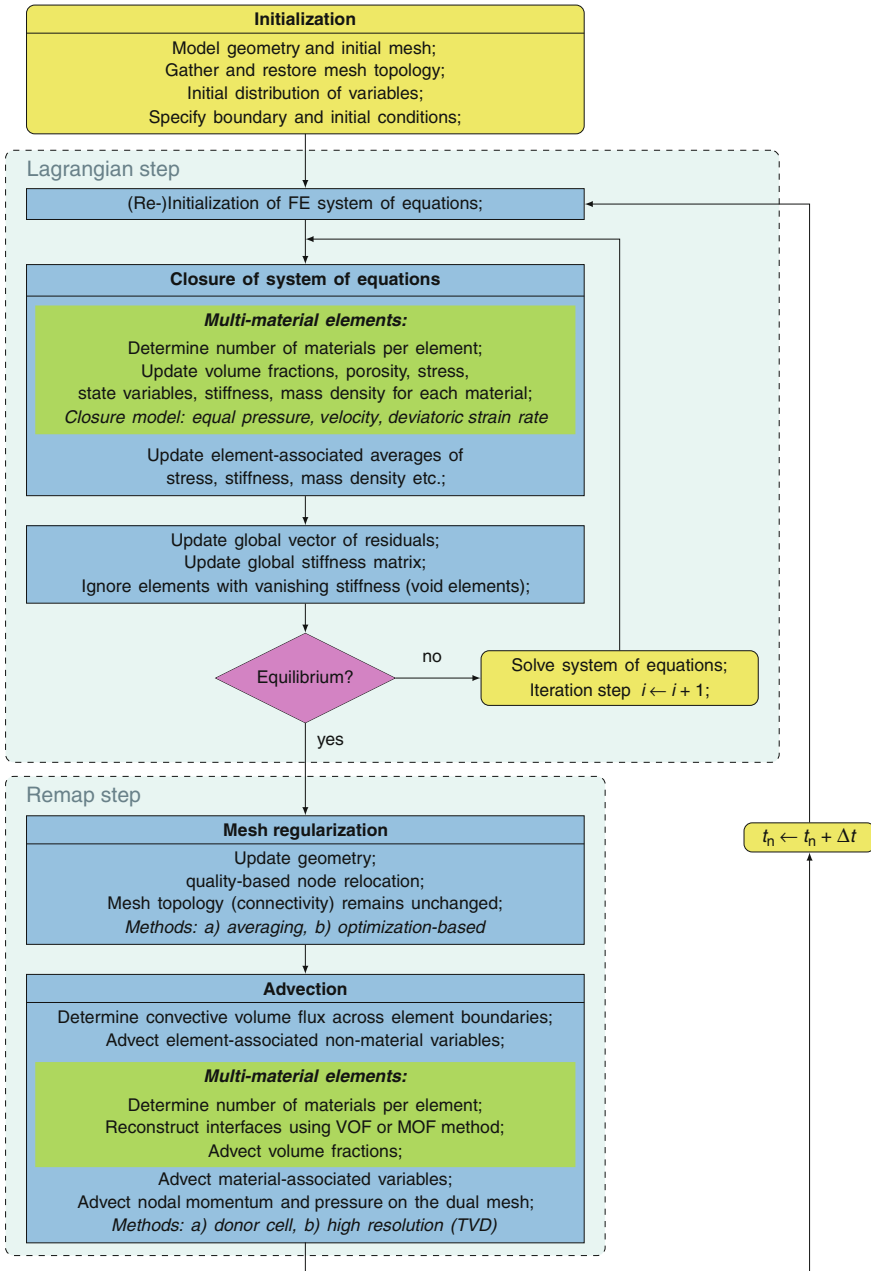 Initialization
Model geometry and initial mesh;
Gather and restore mesh topology;
Initial distribution of variables;
Specify boundary and initial conditions;
Lagrangian step
(Re-)Initialization of FE system of equations;
Closure of system of equations
Multi-material elements:
Determine number of materials per element;
Update volume fractions, porosity, stress,
state variables, stiffness, mass density for each material;
Closure model: equal pressure, velocity, deviatoric strain rate
Update element-associated averages of
stress, stiffness, mass density etc.;
Update global vector of residuals;
Update global stiffness matrix;
Ignore elements with vanishing stiffness (void elements);
Equilibrium?
no
Solve system of equations;
Iteration step i ← i + 1;
yes
Remap step
Mesh regularization
Update geometry;
quality-based node relocation;
Mesh topology (connectivity) remains unchanged;
Methods: a) averaging, b) optimization-based
tn ← tn + Δt
Advection
Determine convective volume flux across element boundaries;
Advect element-associated non-material variables;
Multi-material elements:
Determine number of materials per element;
Reconstruct interfaces using VOF or MOF method;
Advect volume fractions;
Advect material-associated variables;
Advect nodal momentum and pressure on the dual mesh;
Methods: a) donor cell, b) high resolution (TVD)